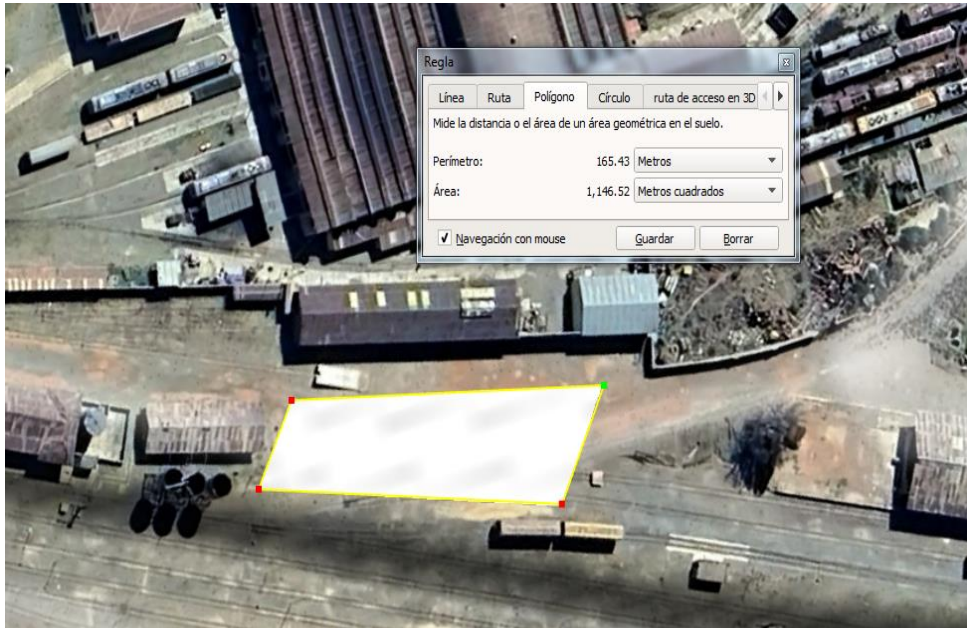 Regla
Línea Ruta Polígono Círculo ruta de acceso en 3D
Mide la distancia o el área de un área geométrica en el suelo.
Perímetro: 165.43 Metros
Área: 1,146.52 Metros cuadrados
Navegación con mouse Guardar Borrar